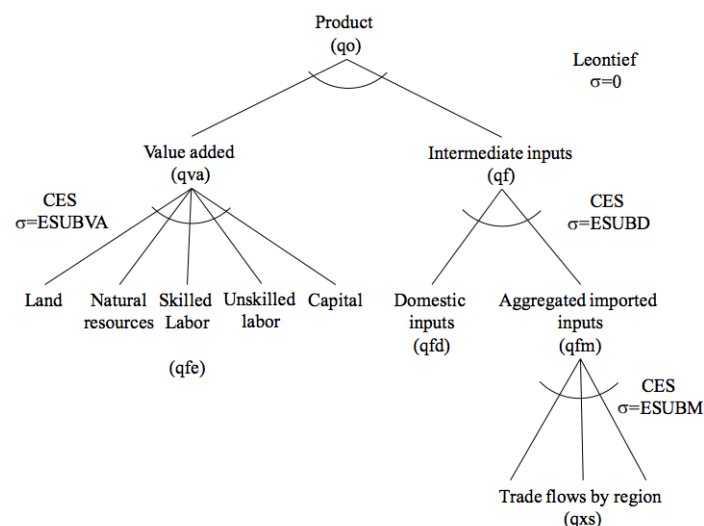 Product
(qo)
Leontief
σ=0
Value added
(qva)
Intermediate inputs
(qf)
CES
σ=ESUBVA
CES
σ=ESUBD
Land
Natural
resources
Skilled
Labor
Unskilled
labor
Capital
Domestic
inputs
(qfd)
Aggregated imported
inputs
(qfm)
(qfe)
CES
σ=ESUBM
Trade flows by region
(qxs)